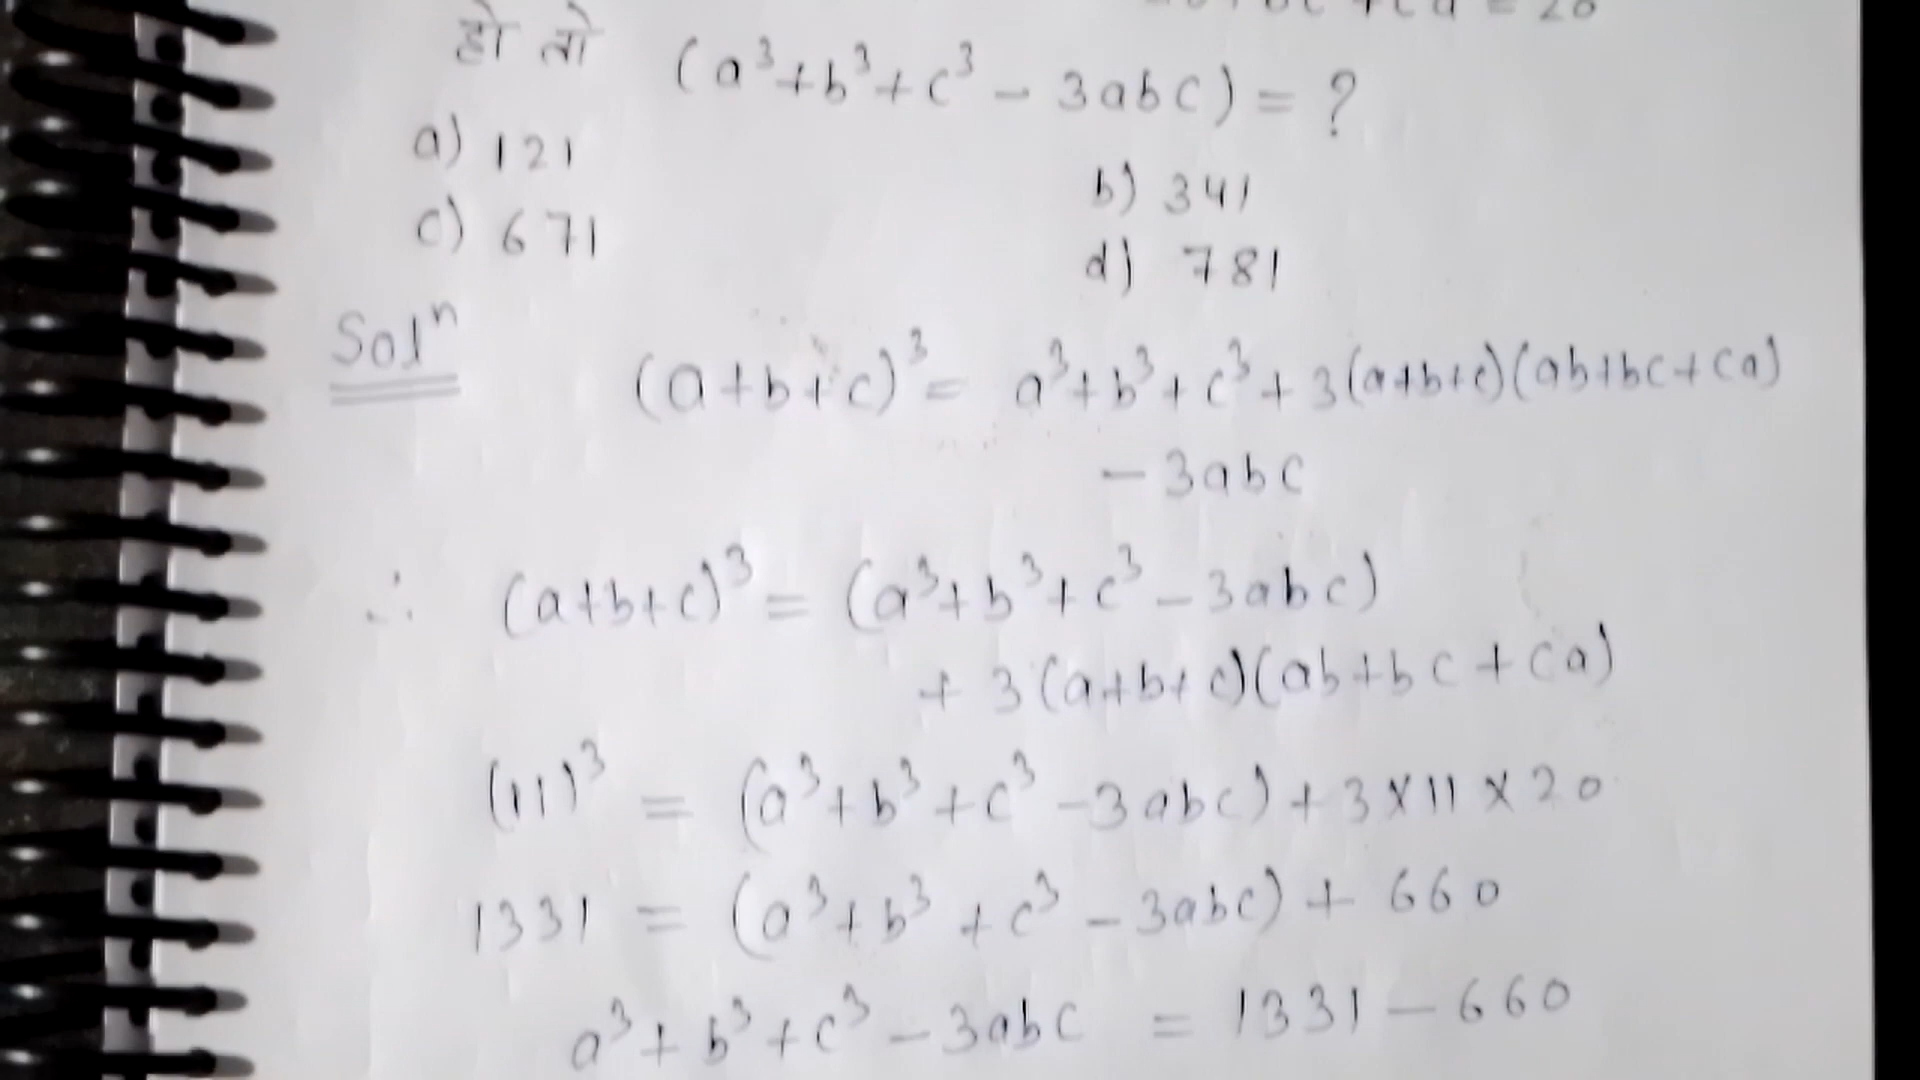 +ca = 20
हो तो (a³+b³+c³-3abc) = ?
a) 121
b) 341
c) 671
d) 781
Solⁿ (a+b+c)³ = a³+b³+c³+3(a+b+c)(ab+bc+ca)
-3abc
∴ (a+b+c)³ = (a³+b³+c³-3abc)
+3(a+b+c)(ab+bc+ca)
(11)³ = (a³+b³+c³-3abc)+3×11×20
1331 = (a³+b³+c³-3abc)+660
a³+b³+c³-3abc = 1331-660